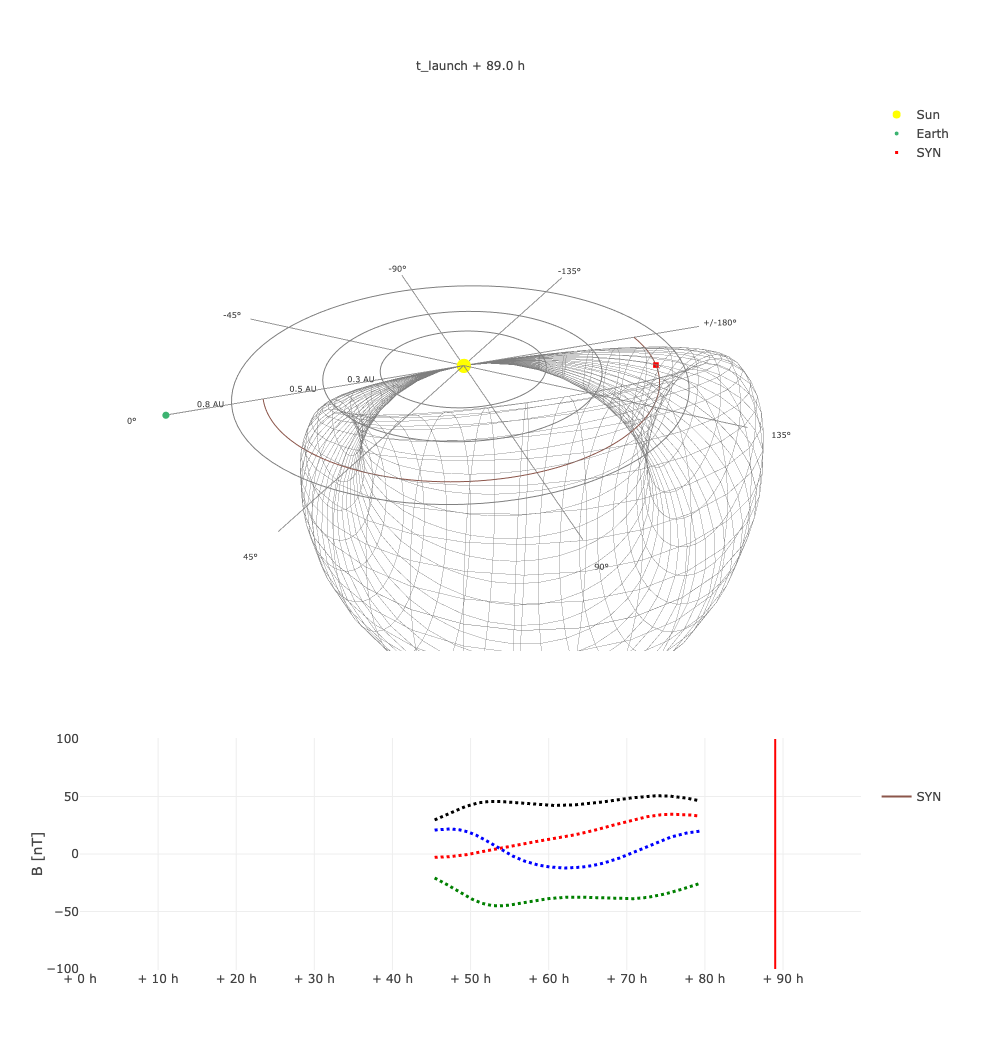 t_launch + 89.0 h
Sun
Earth
SYN
-90°
-135°
-45°
+/-180°
0.3 AU
0.5 AU
0.8 AU
0°
135°
45°
90°
100
50
0
−50
−100
B [nT]
SYN
+ 0 h
+ 10 h
+ 20 h
+ 30 h
+ 40 h
+ 50 h
+ 60 h
+ 70 h
+ 80 h
+ 90 h